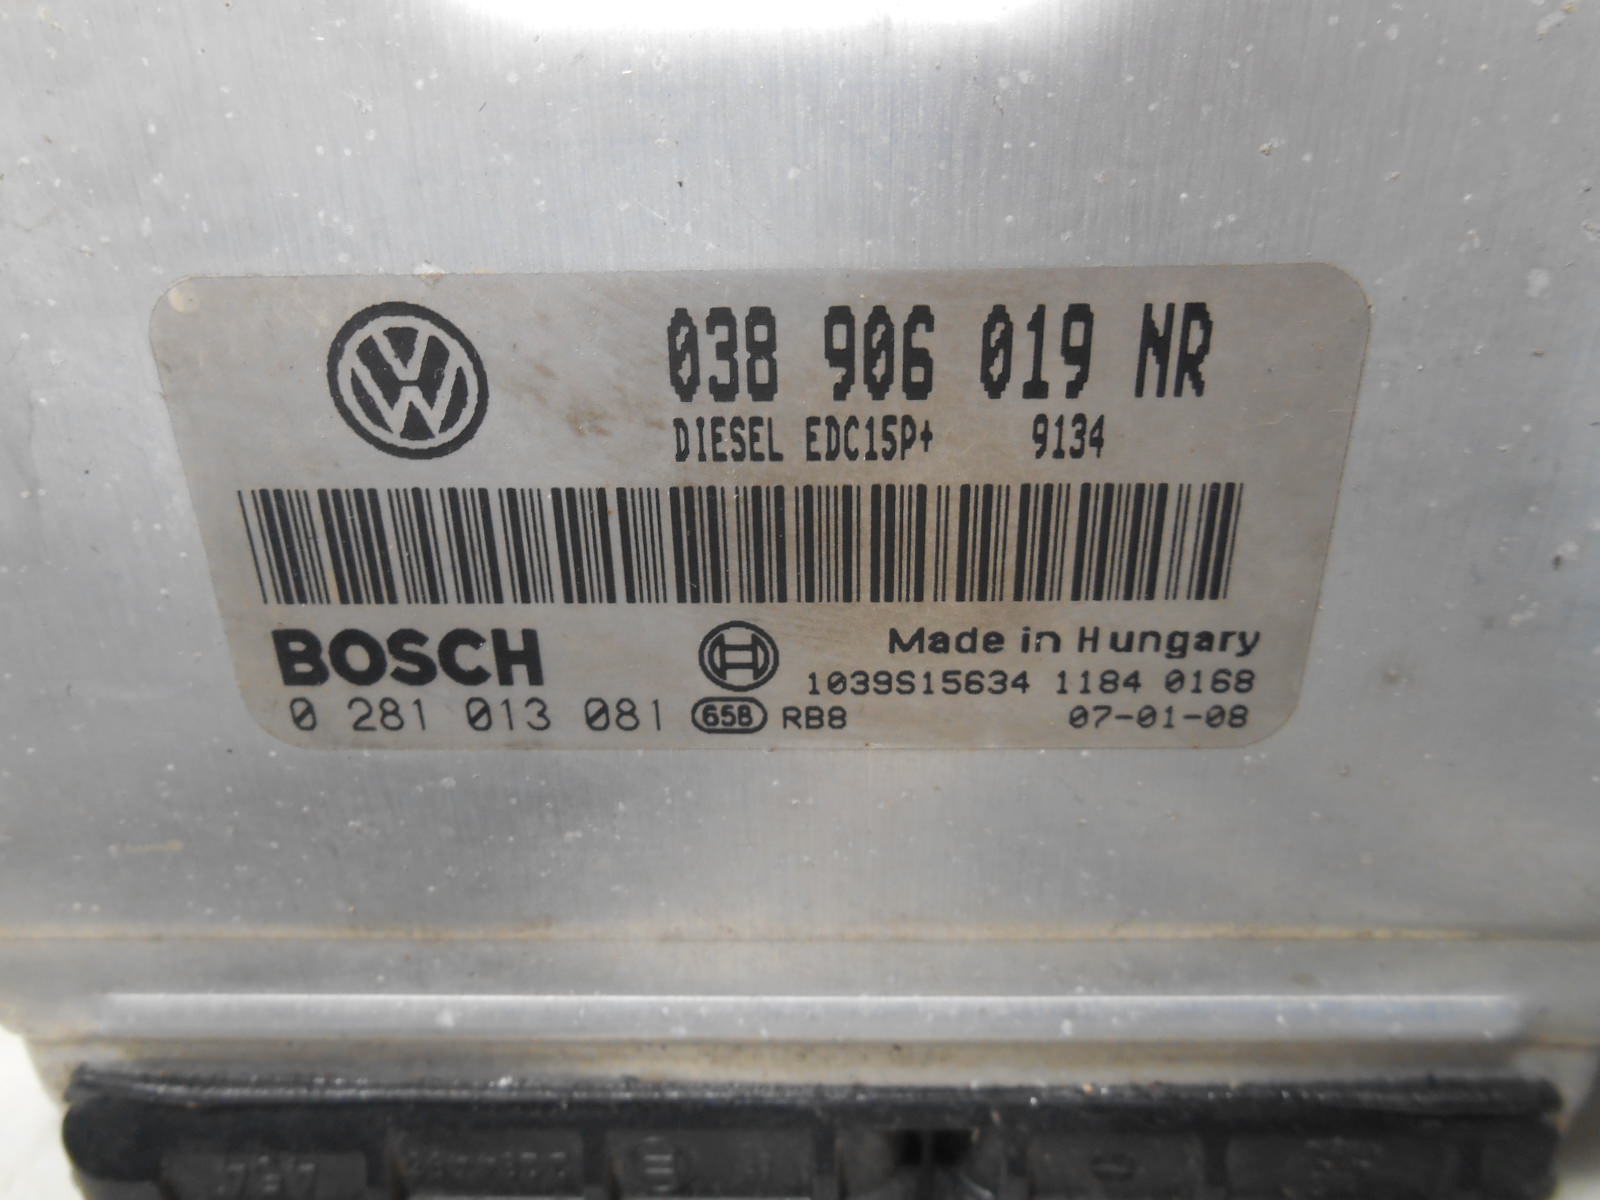 038 906 019 NR
DIESEL EDC15P+ 9134
BOSCH
Made in Hungary
1039S15634 1184 0168
0 281 013 081 65B RB8 07-01-08